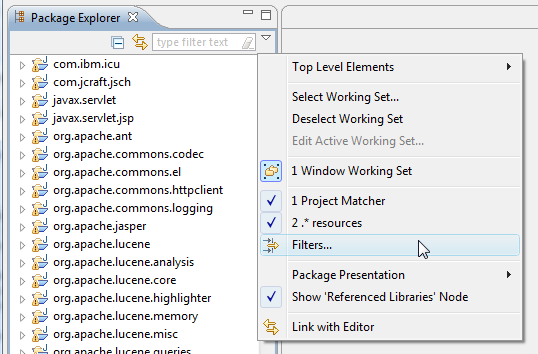 Package Explorer
type filter text
com.ibm.icu
com.jcraft.jsch
javax.servlet
javax.servlet.jsp
org.apache.ant
org.apache.commons.codec
org.apache.commons.el
org.apache.commons.httpclient
org.apache.commons.logging
org.apache.jasper
org.apache.lucene
org.apache.lucene.analysis
org.apache.lucene.core
org.apache.lucene.highlighter
org.apache.lucene.memory
org.apache.lucene.misc
org.apache.lucene.queries
Top Level Elements
Select Working Set...
Deselect Working Set
Edit Active Working Set...
1 Window Working Set
1 Project Matcher
2 .* resources
Filters...
Package Presentation
Show 'Referenced Libraries' Node
Link with Editor